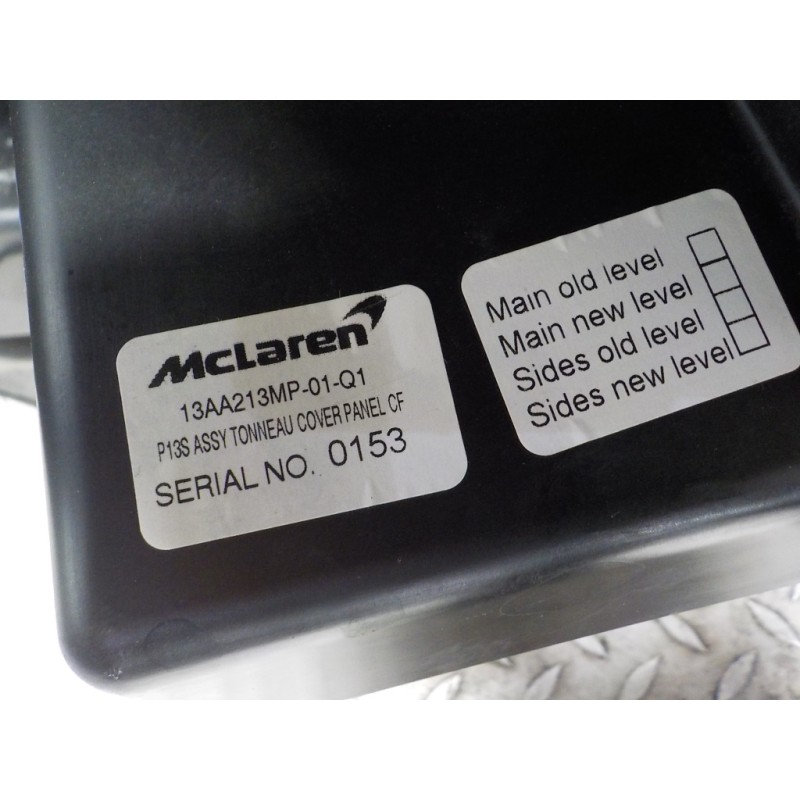 McLaren
13AA213MP-01-Q1
P13S ASSY TONNEAU COVER PANEL CF
SERIAL NO. 0153
Main old level
Main new level
Sides old level
Sides new level